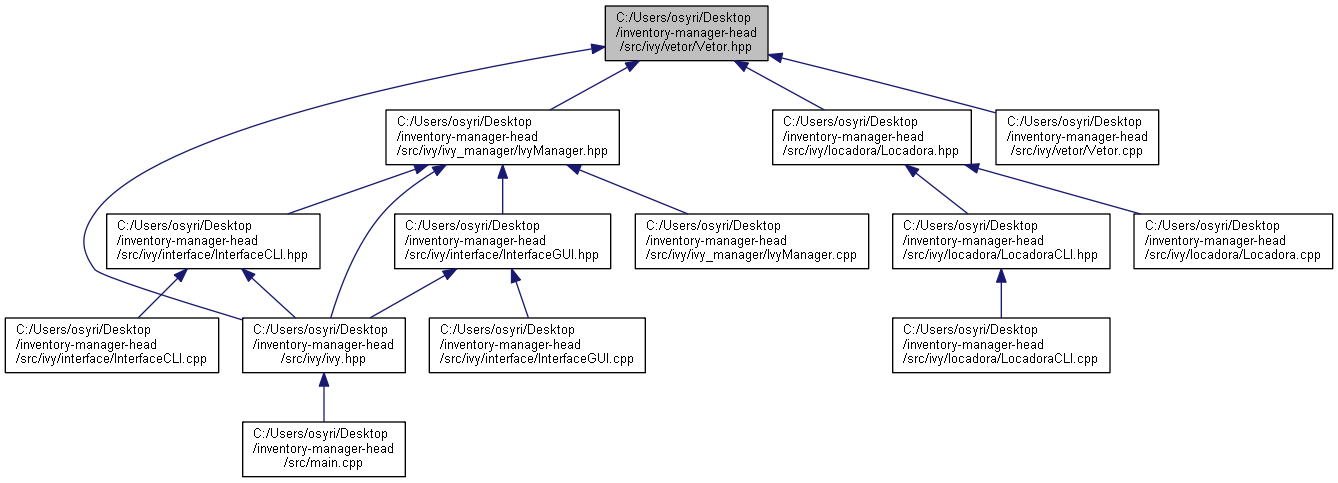 C:/Users/osyri/Desktop
/inventory-manager-head
/src/ivy/vetor/Vetor.hpp
C:/Users/osyri/Desktop
/inventory-manager-head
/src/ivy/ivy_manager/IvyManager.hpp
C:/Users/osyri/Desktop
/inventory-manager-head
/src/ivy/locadora/Locadora.hpp
C:/Users/osyri/Desktop
/inventory-manager-head
/src/ivy/vetor/Vetor.cpp
C:/Users/osyri/Desktop
/inventory-manager-head
/src/ivy/interface/InterfaceCLI.hpp
C:/Users/osyri/Desktop
/inventory-manager-head
/src/ivy/interface/InterfaceGUI.hpp
C:/Users/osyri/Desktop
/inventory-manager-head
/src/ivy/ivy_manager/IvyManager.cpp
C:/Users/osyri/Desktop
/inventory-manager-head
/src/ivy/locadora/LocadoraCLI.hpp
C:/Users/osyri/Desktop
/inventory-manager-head
/src/ivy/locadora/Locadora.cpp
C:/Users/osyri/Desktop
/inventory-manager-head
/src/ivy/interface/InterfaceCLI.cpp
C:/Users/osyri/Desktop
/inventory-manager-head
/src/ivy/ivy.hpp
C:/Users/osyri/Desktop
/inventory-manager-head
/src/ivy/interface/InterfaceGUI.cpp
C:/Users/osyri/Desktop
/inventory-manager-head
/src/ivy/locadora/LocadoraCLI.cpp
C:/Users/osyri/Desktop
/inventory-manager-head
/src/main.cpp